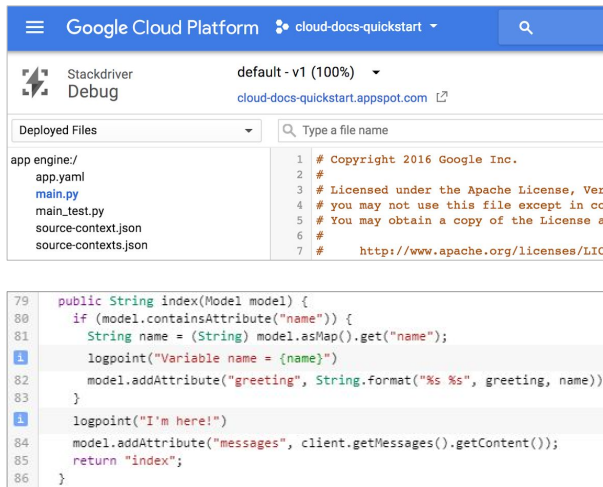 Google Cloud Platform cloud-docs-quickstart
Stackdriver
Debug
default - v1 (100%)
cloud-docs-quickstart.appspot.com
Deployed Files
Type a file name
app engine:/
app.yaml
main.py
main_test.py
source-context.json
source-contexts.json
1 # Copyright 2016 Google Inc.
2 #
3 # Licensed under the Apache License, Ver
4 # you may not use this file except in co
5 # You may obtain a copy of the License a
6 #
7 # http://www.apache.org/licenses/LIC
79 public String index(Model model) {
80 if (model.containsAttribute("name")) {
81 String name = (String) model.asMap().get("name");
i logpoint("Variable name = {name}")
82 model.addAttribute("greeting", String.format("%s %s", greeting, name))
83 }
i logpoint("I'm here!")
84 model.addAttribute("messages", client.getMessages().getContent());
85 return "index";
86 }